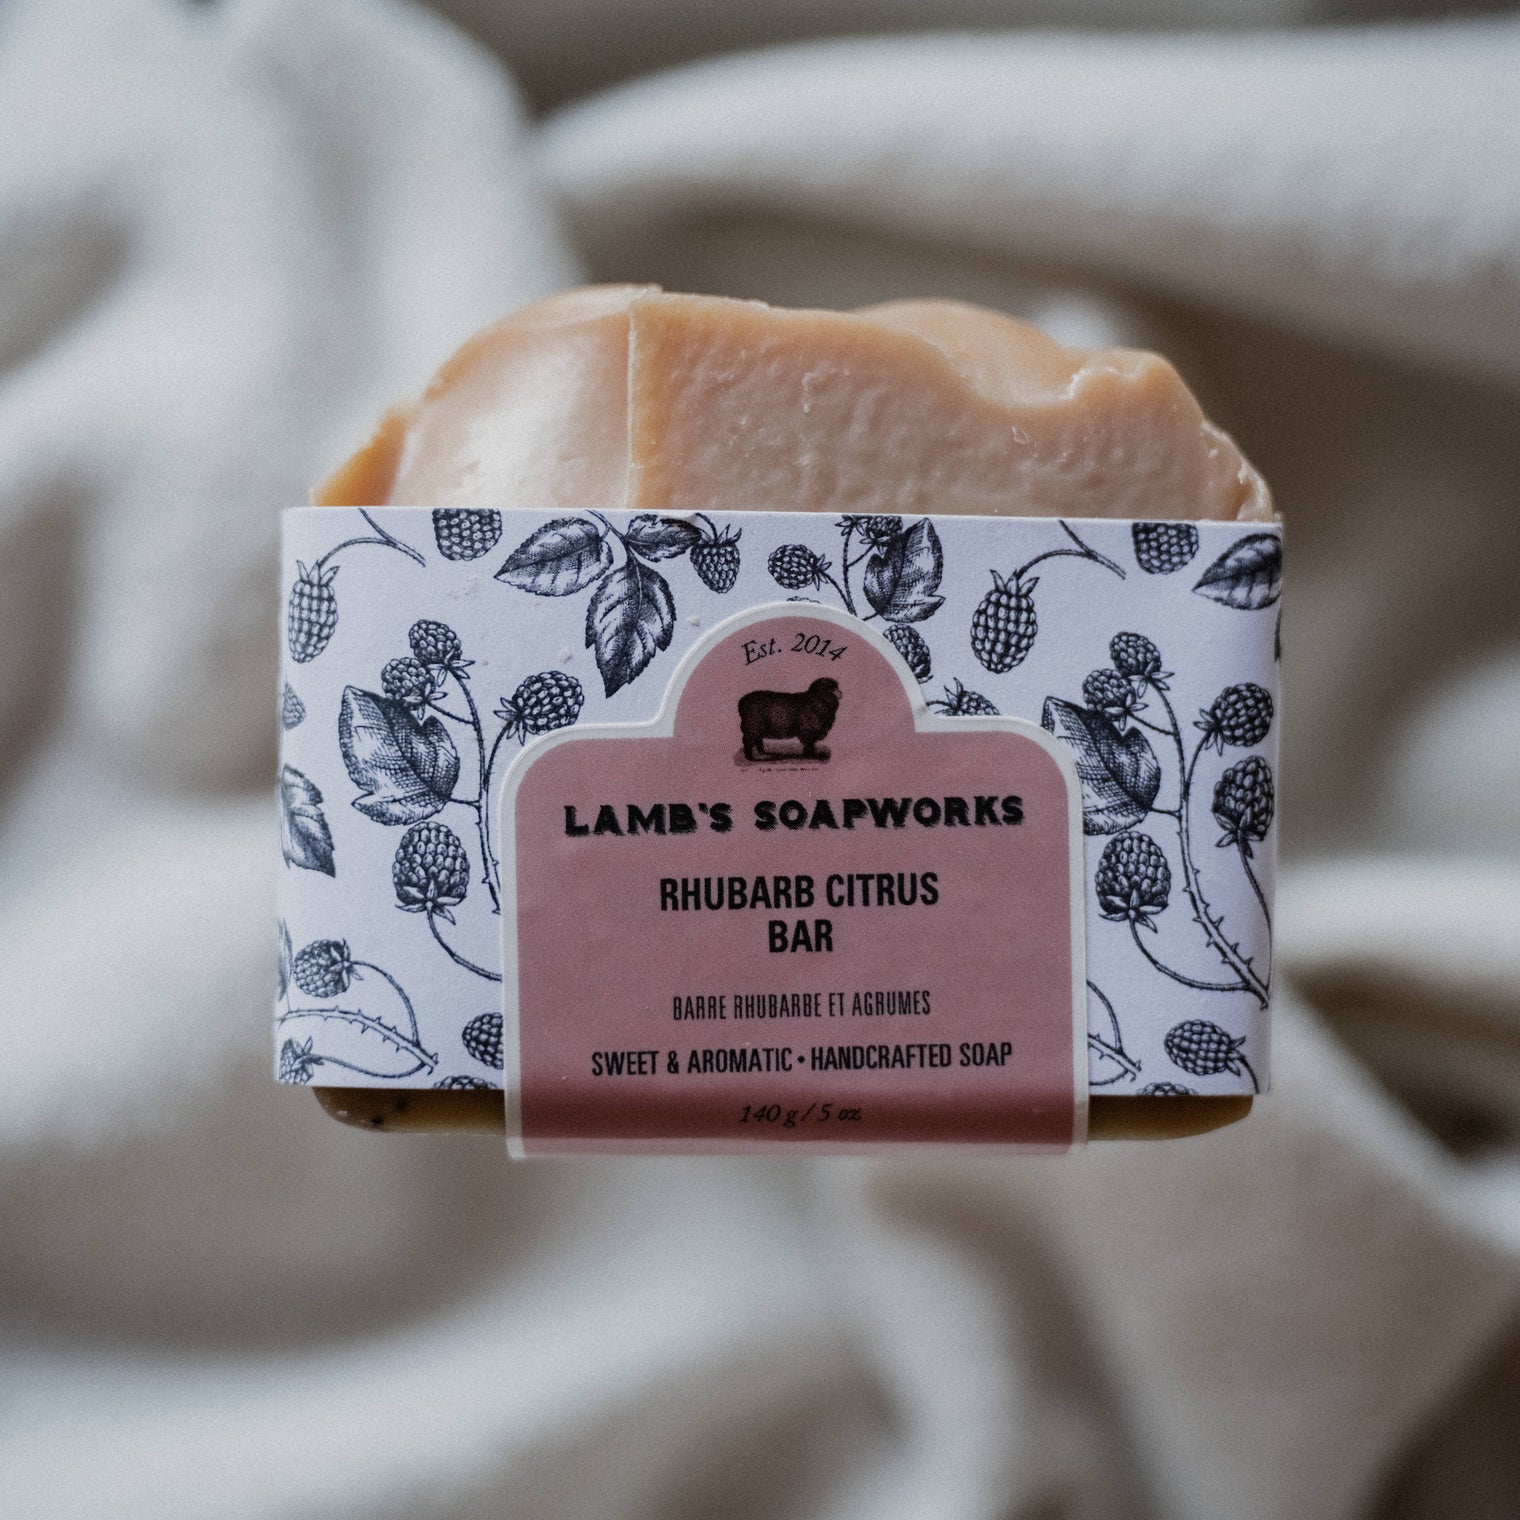 Est. 2014
LAMB'S SOAPWORKS
RHUBARB CITRUS
BAR
BARRE RHUBARBE ET AGRUMES
SWEET & AROMATIC • HANDCRAFTED SOAP
140 g / 5 oz